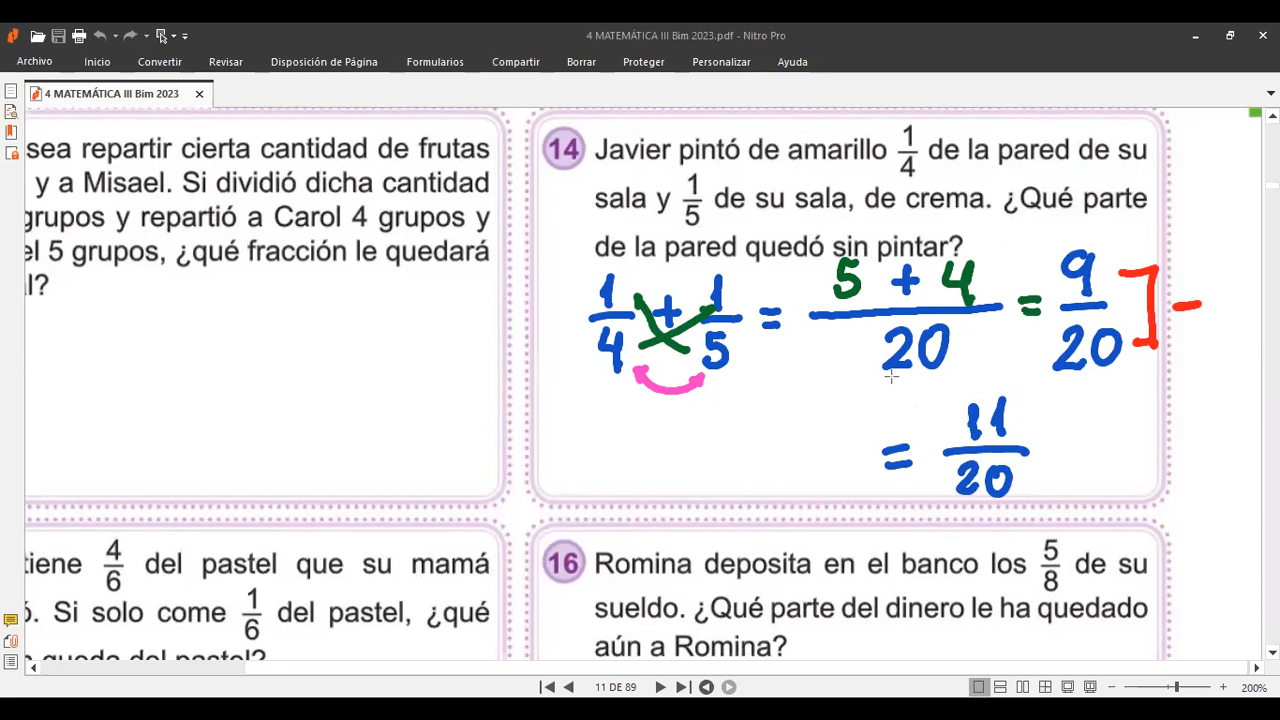 4 MATEMÁTICA III Bim 2023.pdf - Nitro Pro
Archivo Inicio Convertir Revisar Disposición de Página Formularios Compartir Borrar Proteger Personalizar Ayuda
4 MATEMÁTICA III Bim 2023
sea repartir cierta cantidad de frutas
y a Misael. Si dividió dicha cantidad
grupos y repartió a Carol 4 grupos y
el 5 grupos, ¿qué fracción le quedará
al?
14 Javier pintó de amarillo 1/4 de la pared de su
sala y 1/5 de su sala, de crema. ¿Qué parte
de la pared quedó sin pintar?
1/4 + 1/5 = 5 + 4/20 = 9/20 ] -
= 11/20
tiene 4/6 del pastel que su mamá
ó. Si solo come 1/6 del pastel, ¿qué
queda del pastel?
16 Romina deposita en el banco los 5/8 de su
sueldo. ¿Qué parte del dinero le ha quedado
aún a Romina?
11 DE 89
200%